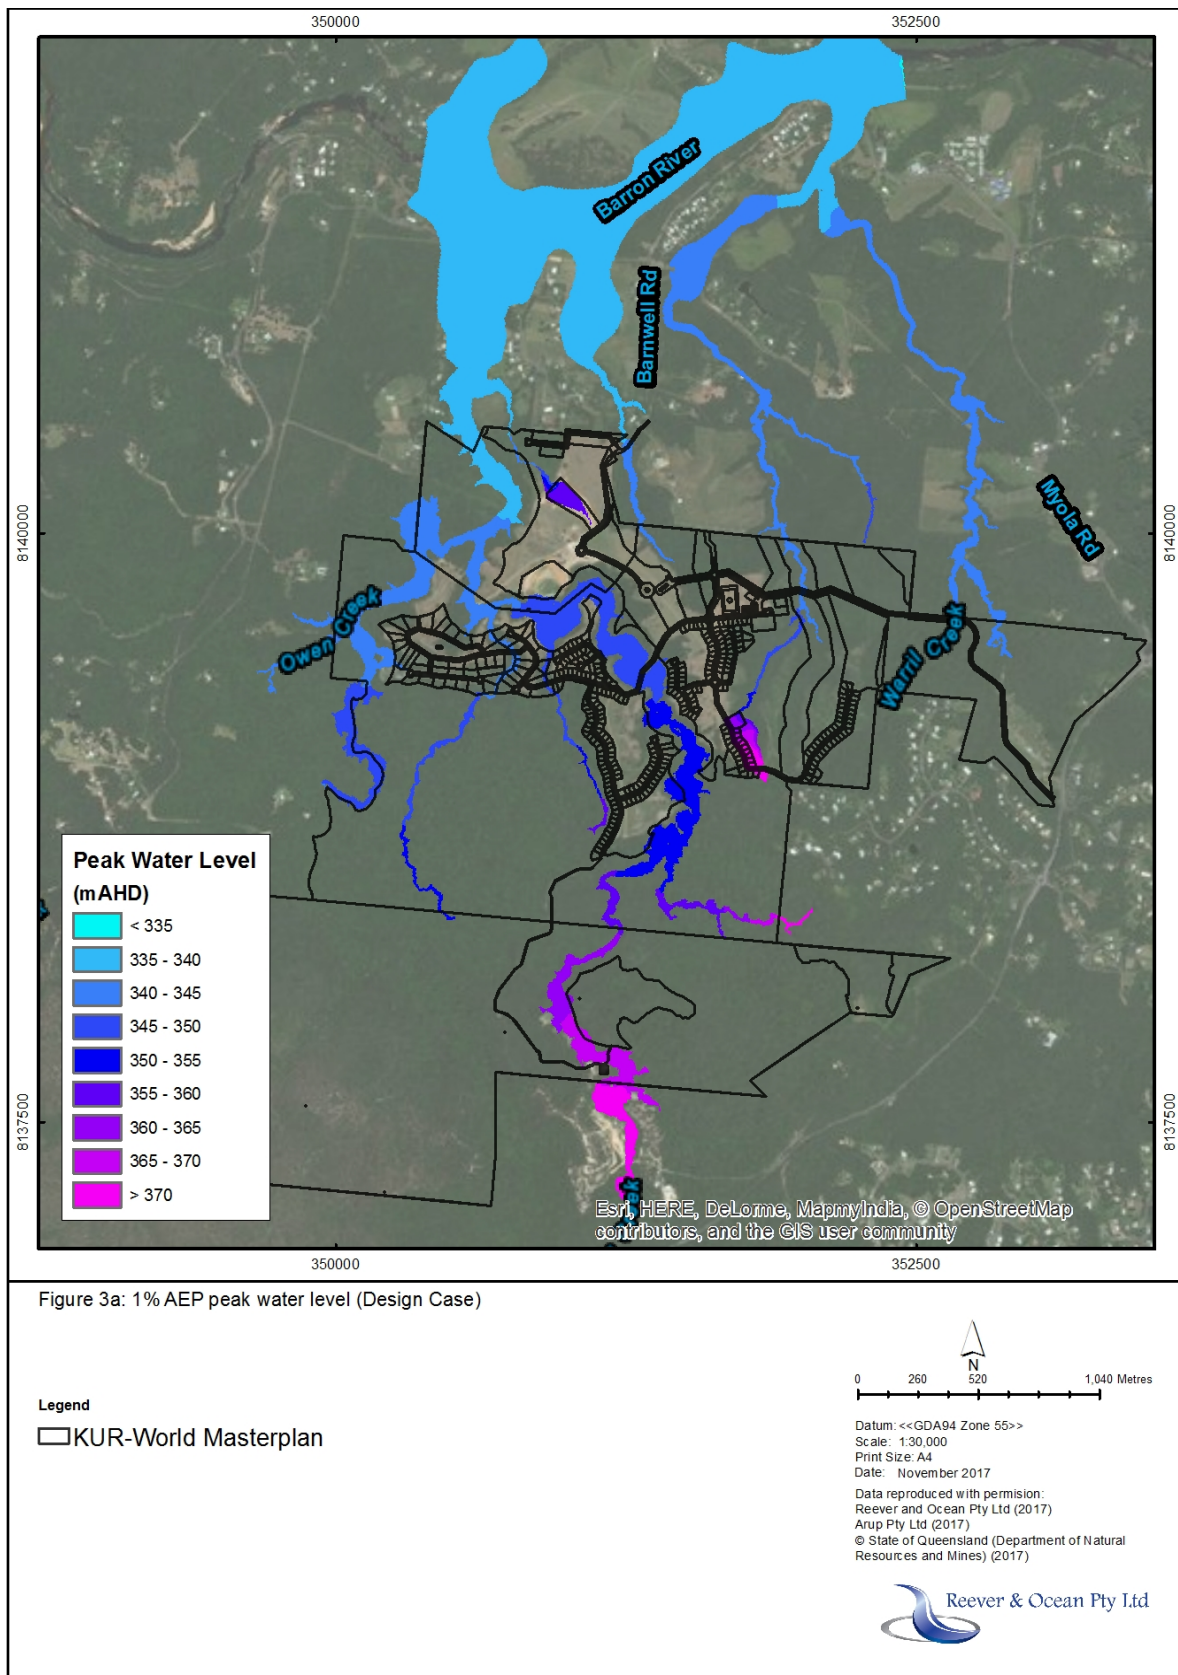 350000
352500
Barron River
Barnwell Rd
Myola Rd
8140000
8140000
Owen Creek
Warril Creek
Peak Water Level
(mAHD)
< 335
335 - 340
340 - 345
345 - 350
350 - 355
355 - 360
360 - 365
365 - 370
> 370
8137500
8137500
Esri, HERE, DeLorme, MapmyIndia, © OpenStreetMap
contributors, and the GIS user community
350000
352500
Figure 3a: 1% AEP peak water level (Design Case)
N
0 260 520 1,040 Metres
Legend
KUR-World Masterplan
Datum: <<GDA94 Zone 55>>
Scale: 1:30,000
Print Size: A4
Date: November 2017
Data reproduced with permision:
Reever and Ocean Pty Ltd (2017)
Arup Pty Ltd (2017)
© State of Queensland (Department of Natural
Resources and Mines) (2017)
Reever & Ocean Pty Ltd